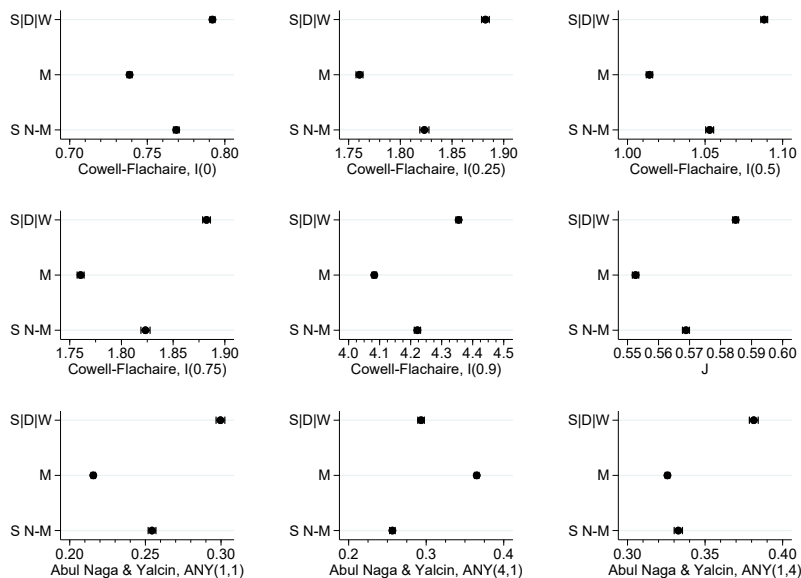 S|D|W
M
S N-M
0.70 0.75 0.80
Cowell-Flachaire, I(0)
S|D|W
M
S N-M
1.75 1.80 1.85 1.90
Cowell-Flachaire, I(0.25)
S|D|W
M
S N-M
1.00 1.05 1.10
Cowell-Flachaire, I(0.5)
S|D|W
M
S N-M
1.75 1.80 1.85 1.90
Cowell-Flachaire, I(0.75)
S|D|W
M
S N-M
4.0 4.1 4.2 4.3 4.4 4.5
Cowell-Flachaire, I(0.9)
S|D|W
M
S N-M
0.55 0.56 0.57 0.58 0.59 0.60
J
S|D|W
M
S N-M
0.20 0.25 0.30
Abul Naga & Yalcin, ANY(1,1)
S|D|W
M
S N-M
0.2 0.3 0.4
Abul Naga & Yalcin, ANY(4,1)
S|D|W
M
S N-M
0.30 0.35 0.40
Abul Naga & Yalcin, ANY(1,4)